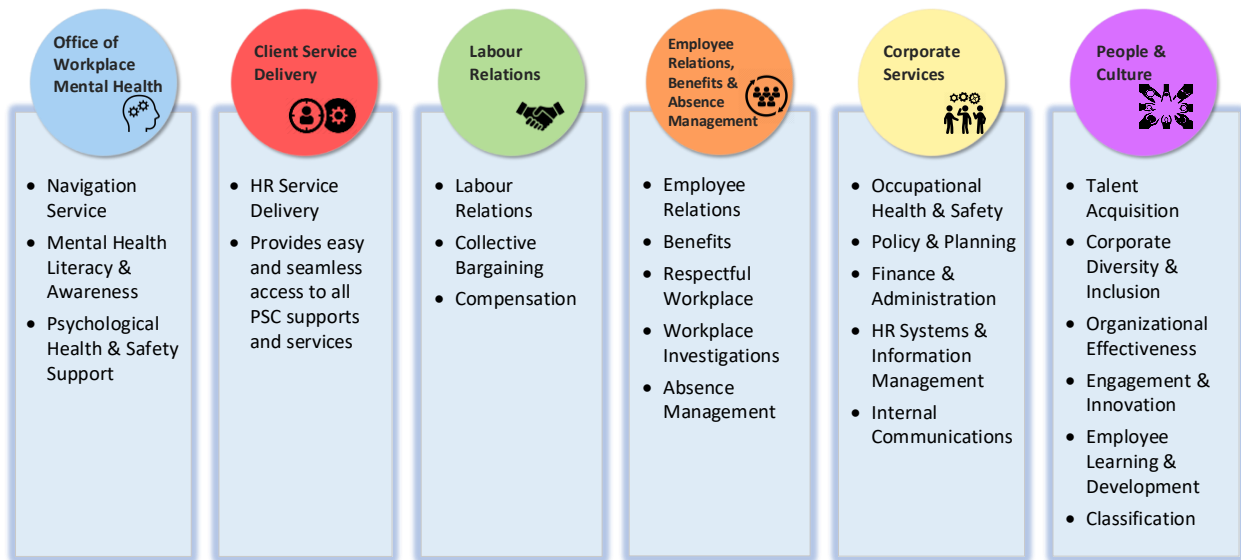 Office of
Workplace
Mental Health
• Navigation
Service
• Mental Health
Literacy &
Awareness
• Psychological
Health & Safety
Support
Client Service
Delivery
• HR Service
Delivery
• Provides easy
and seamless
access to all
PSC supports
and services
Labour
Relations
• Labour
Relations
• Collective
Bargaining
• Compensation
Employee
Relations,
Benefits &
Absence
Management
• Employee
Relations
• Benefits
• Respectful
Workplace
• Workplace
Investigations
• Absence
Management
Corporate
Services
• Occupational
Health & Safety
• Policy & Planning
• Finance &
Administration
• HR Systems &
Information
Management
• Internal
Communications
People &
Culture
• Talent
Acquisition
• Corporate
Diversity &
Inclusion
• Organizational
Effectiveness
• Engagement &
Innovation
• Employee
Learning &
Development
• Classification